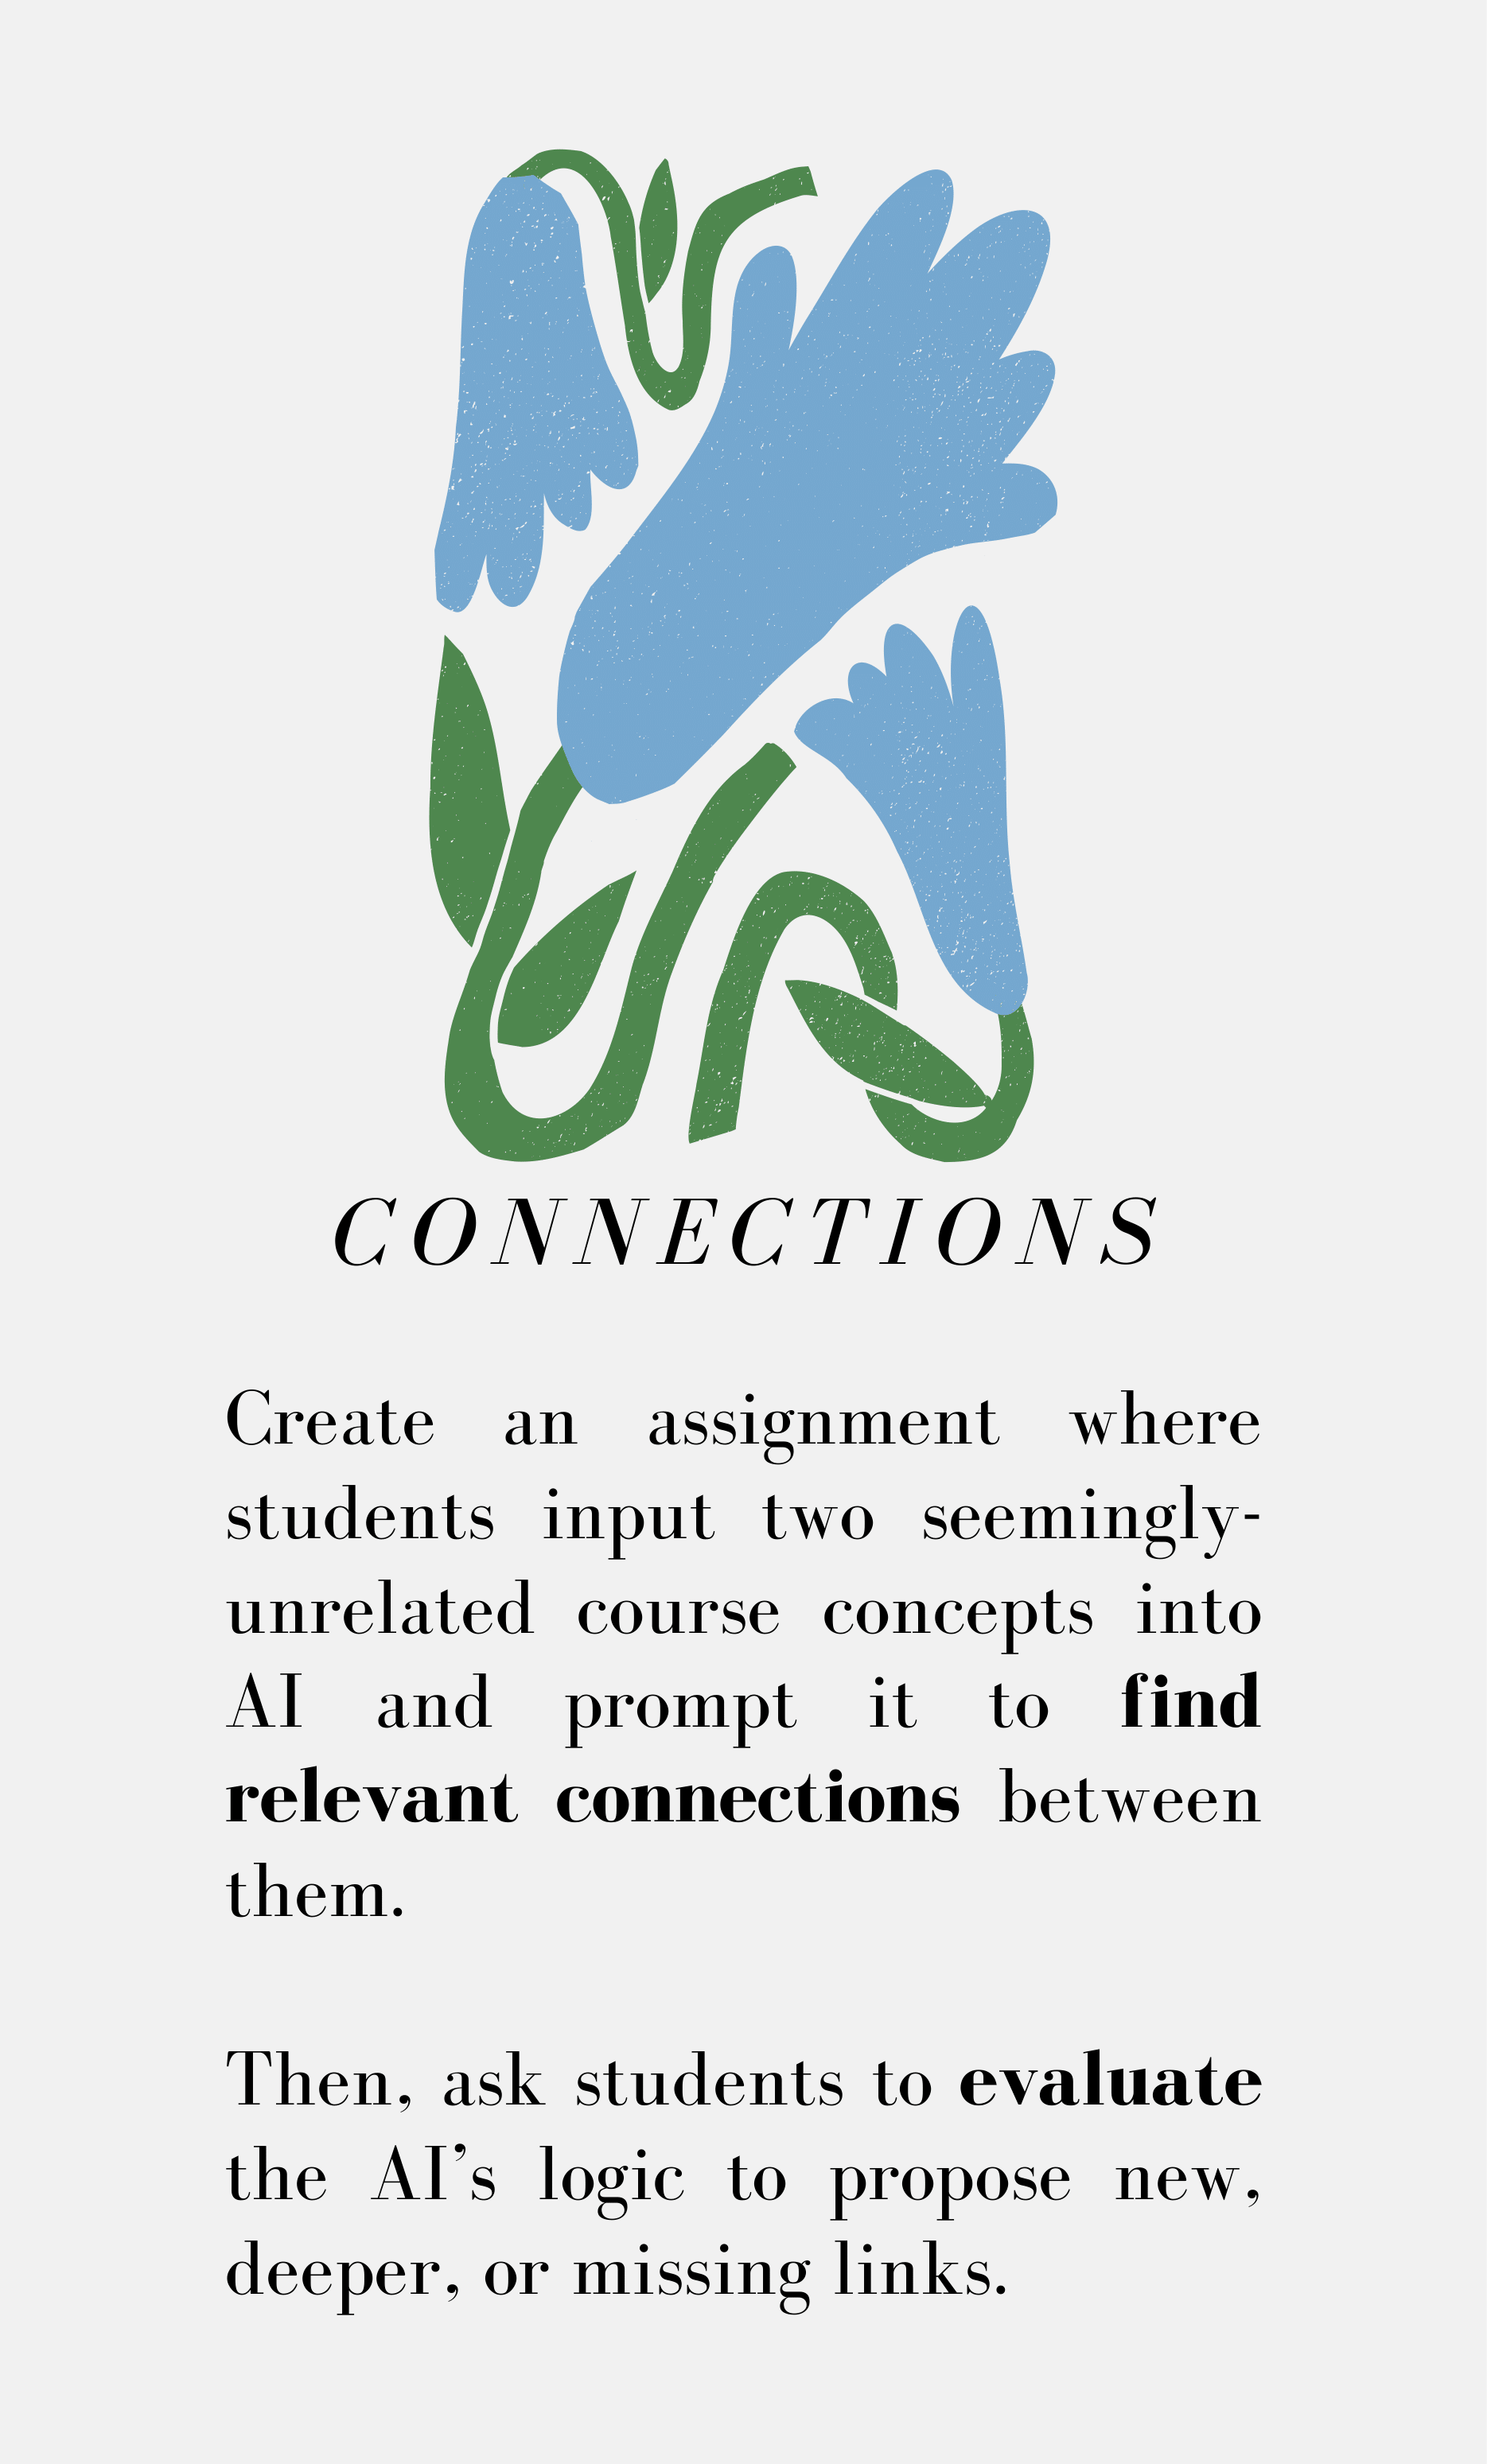 CONNECTIONS
Create an assignment where
students input two seemingly-
unrelated course concepts into
AI and prompt it to find
relevant connections between
them.
Then, ask students to evaluate
the AI’s logic to propose new,
deeper, or missing links.